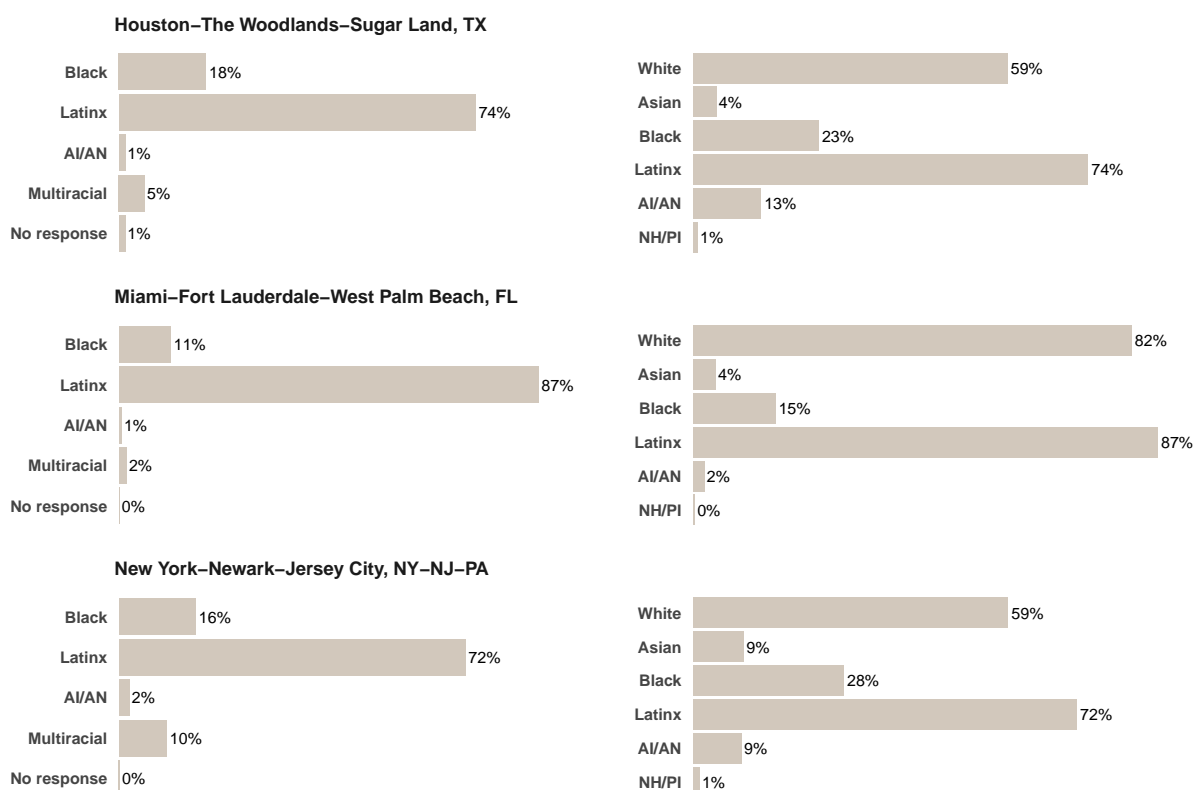 Houston–The Woodlands–Sugar Land, TX
Black 18%
Latinx 74%
AI/AN 1%
Multiracial 5%
No response 1%
White 59%
Asian 4%
Black 23%
Latinx 74%
AI/AN 13%
NH/PI 1%
Miami–Fort Lauderdale–West Palm Beach, FL
Black 11%
Latinx 87%
AI/AN 1%
Multiracial 2%
No response 0%
White 82%
Asian 4%
Black 15%
Latinx 87%
AI/AN 2%
NH/PI 0%
New York–Newark–Jersey City, NY–NJ–PA
Black 16%
Latinx 72%
AI/AN 2%
Multiracial 10%
No response 0%
White 59%
Asian 9%
Black 28%
Latinx 72%
AI/AN 9%
NH/PI 1%